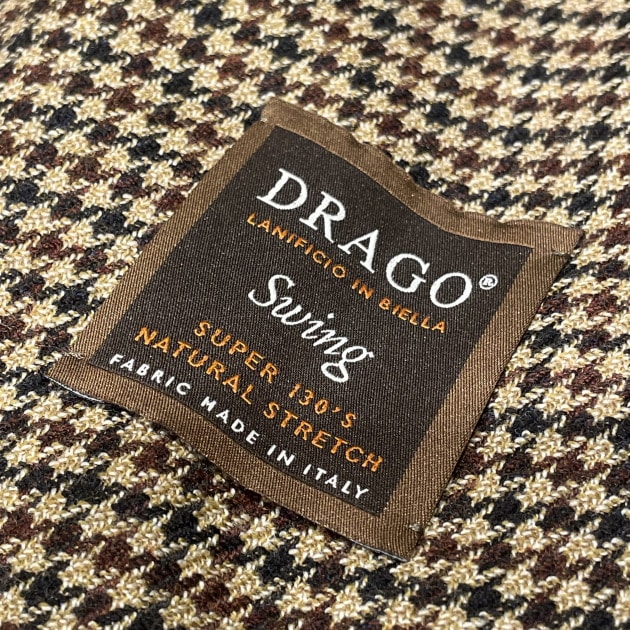 DRAGO®
LANIFICIO IN BIELLA
Swing
SUPER 130'S
NATURAL STRETCH
FABRIC MADE IN ITALY